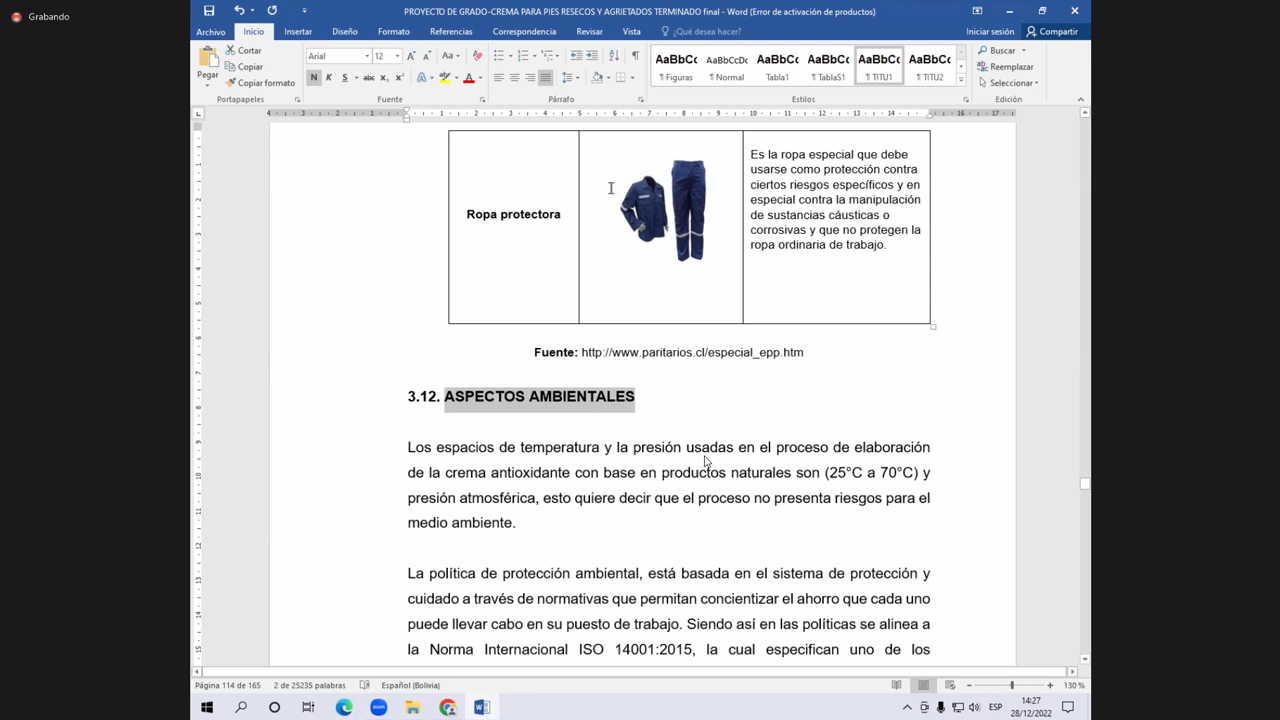 Grabando
PROYECTO DE GRADO-CREMA PARA PIES RESECOS Y AGRIETADOS TERMINADO final - Word (Error de activación de productos)
Archivo Inicio Insertar Diseño Formato Referencias Correspondencia Revisar Vista ¿Qué desea hacer? Iniciar sesión Compartir
Pegar
Cortar
Copiar
Copiar formato
Portapapeles
Arial 12
Fuente
Párrafo
AaBbCc AaBbCcDc AaBbCc AaBbCc AaBbCc AaBbCc
¶ Figuras ¶ Normal Tabla1 ¶ TablaS1 ¶ TITU1 ¶ TITU2
Estilos
Buscar
Reemplazar
Seleccionar
Edición
Ropa protectora
Es la ropa especial que debe
usarse como protección contra
ciertos riesgos específicos y en
especial contra la manipulación
de sustancias cáusticas o
corrosivas y que no protegen la
ropa ordinaria de trabajo.
Fuente: http://www.paritarios.cl/especial_epp.htm
3.12. ASPECTOS AMBIENTALES
Los espacios de temperatura y la presión usadas en el proceso de elaboración
de la crema antioxidante con base en productos naturales son (25°C a 70°C) y
presión atmosférica, esto quiere decir que el proceso no presenta riesgos para el
medio ambiente.
La política de protección ambiental, está basada en el sistema de protección y
cuidado a través de normativas que permitan concientizar el ahorro que cada uno
puede llevar cabo en su puesto de trabajo. Siendo así en las políticas se alinea a
la Norma Internacional ISO 14001:2015, la cual especifican uno de los
Página 114 de 165 2 de 25235 palabras Español (Bolivia) 130 %
zoom ESP 14:27
28/12/2022